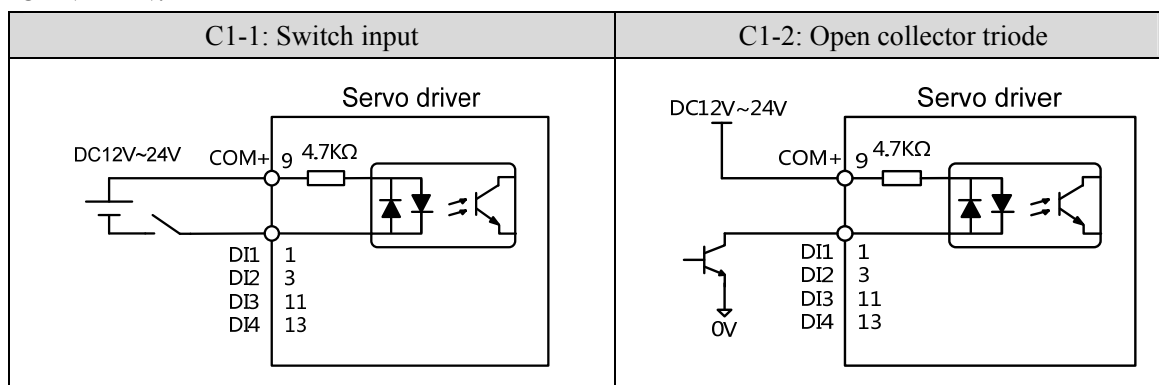 C1-1: Switch input
C1-2: Open collector triode
Servo driver
DC12V~24V
COM+ 9 4.7KΩ
DI1 1
DI2 3
DI3 11
DI4 13
Servo driver
DC12V~24V
COM+ 9 4.7KΩ
DI1 1
DI2 3
DI3 11
DI4 13
0V